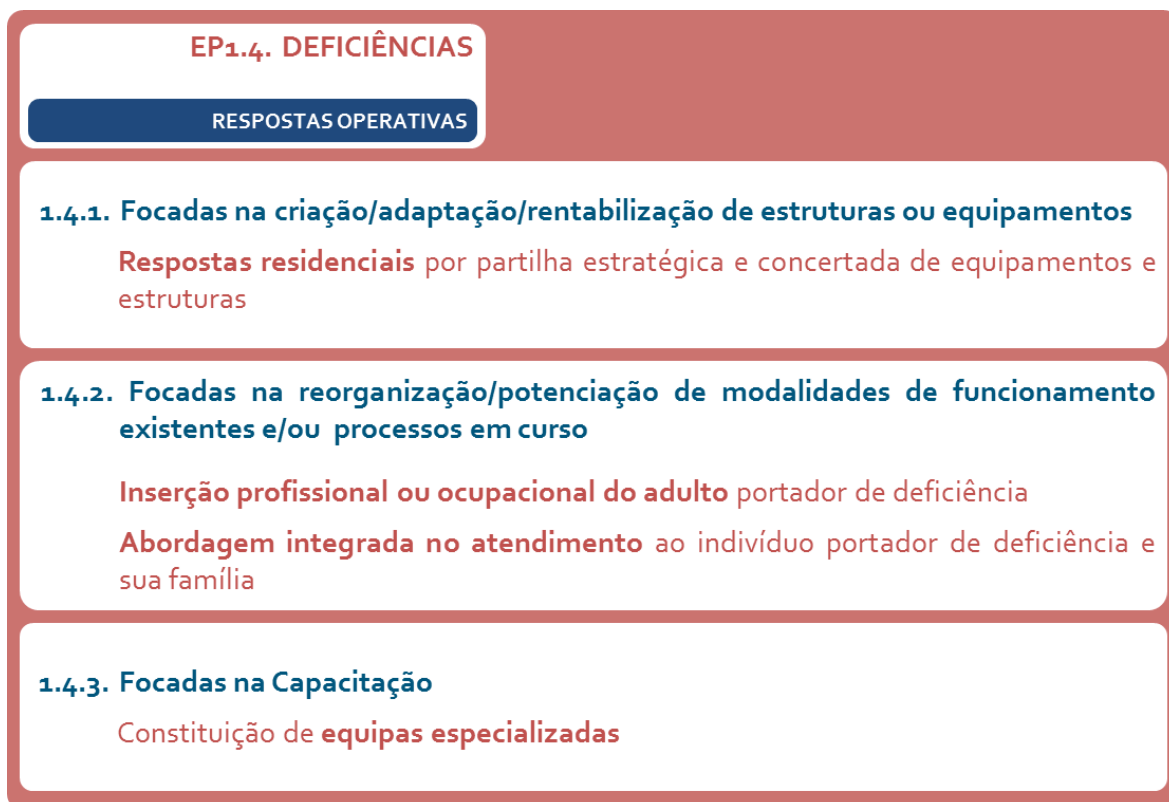 EP1.4. DEFICIÊNCIAS
RESPOSTAS OPERATIVAS
1.4.1. Focadas na criação/adaptação/rentabilização de estruturas ou equipamentos
Respostas residenciais por partilha estratégica e concertada de equipamentos e
estruturas
1.4.2. Focadas na reorganização/potenciação de modalidades de funcionamento
existentes e/ou processos em curso
Inserção profissional ou ocupacional do adulto portador de deficiência
Abordagem integrada no atendimento ao indivíduo portador de deficiência e
sua família
1.4.3. Focadas na Capacitação
Constituição de equipas especializadas